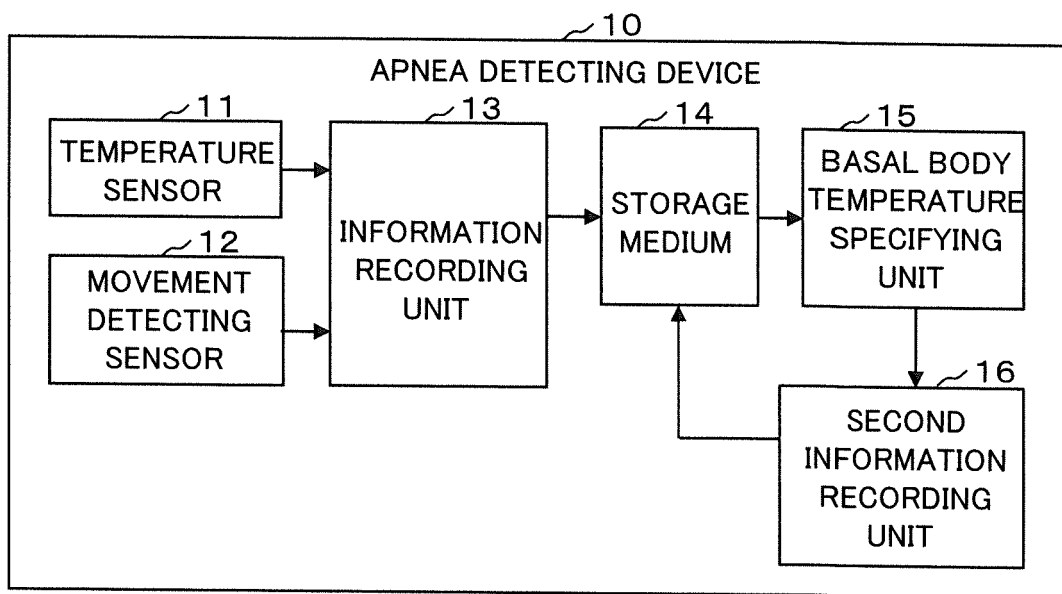 10
APNEA DETECTING DEVICE
11
TEMPERATURE
SENSOR
12
MOVEMENT
DETECTING
SENSOR
13
INFORMATION
RECORDING
UNIT
14
STORAGE
MEDIUM
15
BASAL BODY
TEMPERATURE
SPECIFYING
UNIT
16
SECOND
INFORMATION
RECORDING
UNIT